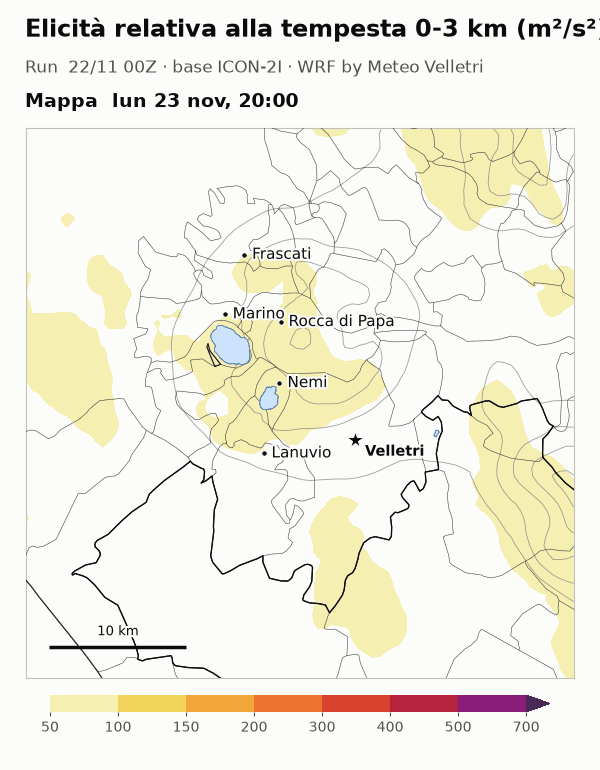 Elicità relativa alla tempesta 0-3 km (m²/s²)
Run 22/11 00Z · base ICON-2I · WRF by Meteo Velletri
Mappa lun 23 nov, 20:00
Frascati
Marino
Rocca di Papa
Nemi
Velletri
Lanuvio
10 km
50 100 150 200 300 400 500 700